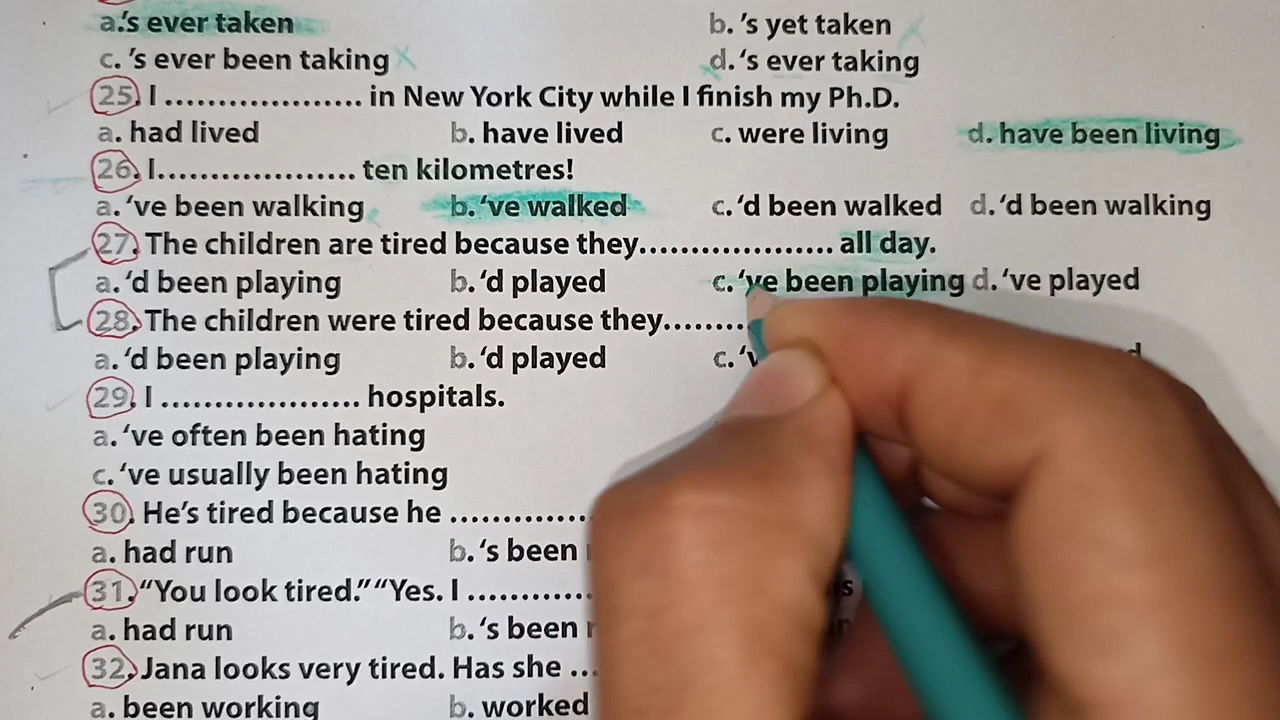 a.'s ever taken b. 's yet taken
c. 's ever been taking d. 's ever taking
25. I ................... in New York City while I finish my Ph.D.
a. had lived b. have lived c. were living d. have been living
26. I................... ten kilometres!
a. 've been walking b. 've walked c. 'd been walked d. 'd been walking
27. The children are tired because they................... all day.
a. 'd been playing b. 'd played c. 've been playing d. 've played
28. The children were tired because they........
a. 'd been playing b. 'd played c.
29. I ................... hospitals.
a. 've often been hating
c. 've usually been hating
30. He's tired because he .............
a. had run b. 's been
31. "You look tired." "Yes. I ............
a. had run b. 's been
32. Jana looks very tired. Has she ...
a. been working b. worked